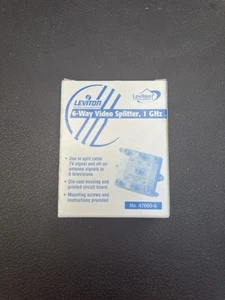 LEVITON
Leviton
6-Way Video Splitter, 1 GHz
• Use to split cable
TV signal and off-air
antenna signals to
6 televisions
• Die-cast housing and
printed circuit board
• Mounting screws and
instructions provided
No. 47690-6